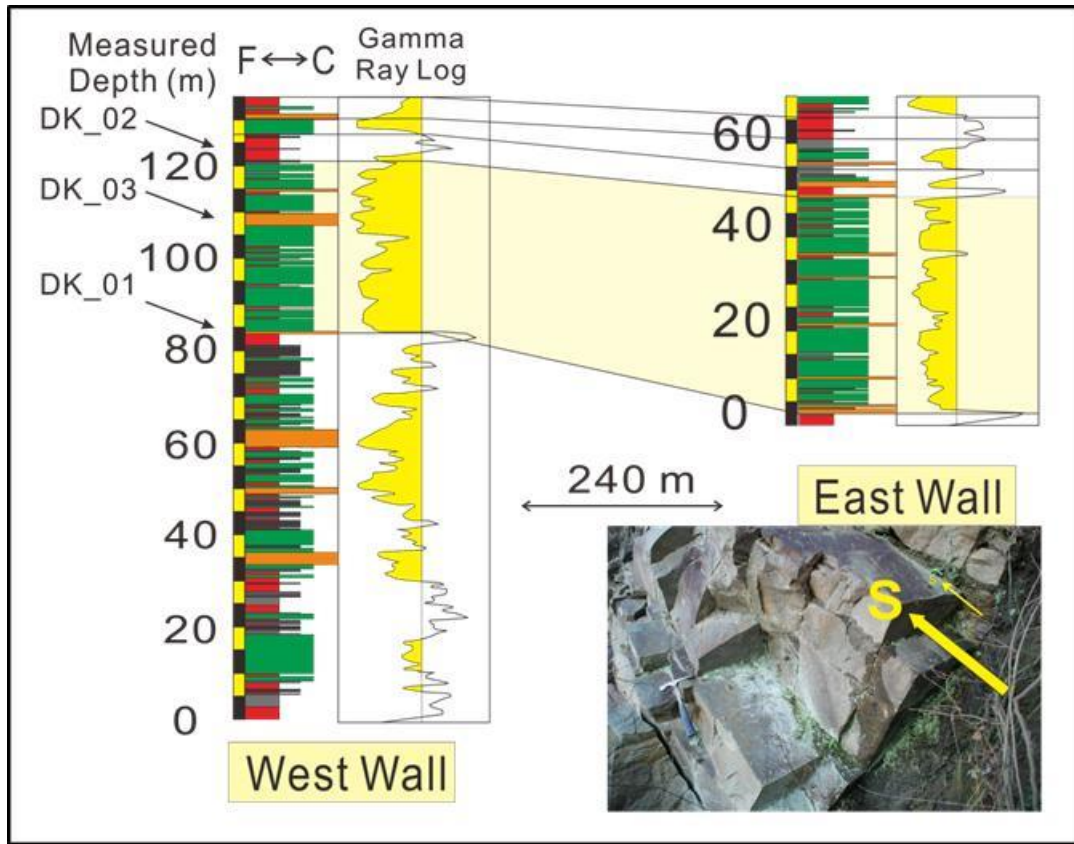 Measured
Depth (m)
F ↔ C
Gamma
Ray Log
DK_02
120
DK_03
100
DK_01
80
60
40
20
0
West Wall
60
40
20
0
240 m
East Wall
S
s